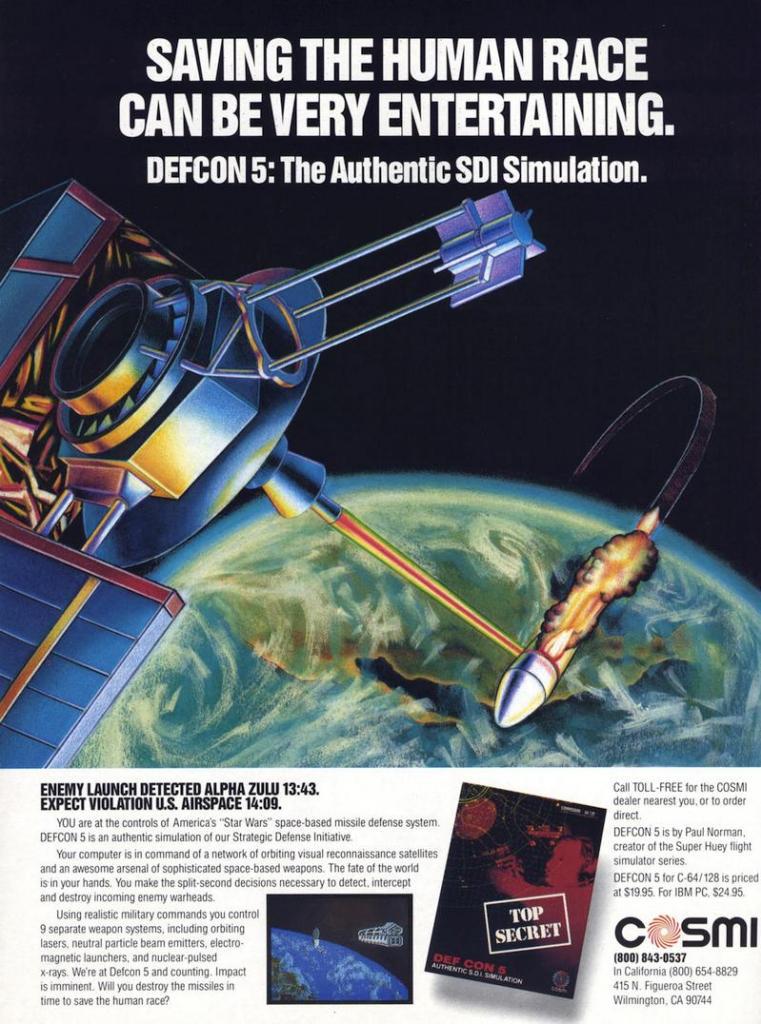 SAVING THE HUMAN RACE
CAN BE VERY ENTERTAINING.
DEFCON 5: The Authentic SDI Simulation.
ENEMY LAUNCH DETECTED ALPHA ZULU 13:43.
EXPECT VIOLATION U.S. AIRSPACE 14:09.
YOU are at the controls of America's "Star Wars" space-based missile defense system.
DEFCON 5 is an authentic simulation of our Strategic Defense Initiative.
Your computer is in command of a network of orbiting visual reconnaissance satellites
and an awesome arsenal of sophisticated space-based weapons. The fate of the world
is in your hands. You make the split-second decisions necessary to detect, intercept
and destroy incoming enemy warheads.
Using realistic military commands you control
9 separate weapon systems, including orbiting
lasers, neutral particle beam emitters, electro-
magnetic launchers, and nuclear-pulsed
x-rays. We're at Defcon 5 and counting. Impact
is imminent. Will you destroy the missiles in
time to save the human race?
TOP
SECRET
DEF CON 5
AUTHENTIC S.D.I. SIMULATION
Call TOLL-FREE for the COSMI
dealer nearest you, or to order
direct.
DEFCON 5 is by Paul Norman,
creator of the Super Huey flight
simulator series.
DEFCON 5 for C-64/128 is priced
at $19.95. For IBM PC, $24.95.
COSMI
(800) 843-0537
In California (800) 654-8829
415 N. Figueroa Street
Wilmington, CA 90744